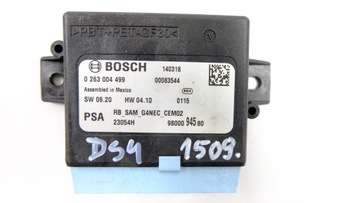 >PBT+PET-GF30<
BOSCH 140318
0 263 004 499 00083544
Assembled in Mexico
SW 06.20 HW 04.10 0115
RB_SAM_G4NEC_CEM02
PSA 23054H 98000 945 80
DS4 1509.